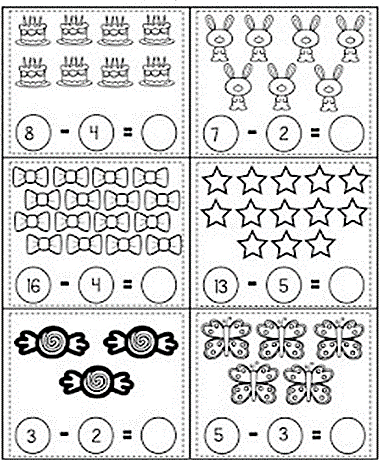 8 - 4 =
7 - 2 =
16 - 4 =
13 - 5 =
3 - 2 =
5 - 3 =